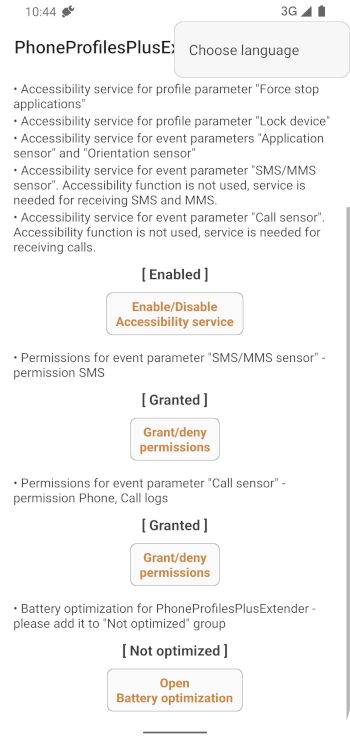 10:44
3G
PhoneProfilesPlusEx
Choose language
• Accessibility service for profile parameter "Force stop
applications"
• Accessibility service for profile parameter "Lock device"
• Accessibility service for event parameters "Application
sensor" and "Orientation sensor"
• Accessibility service for event parameter "SMS/MMS
sensor". Accessibility function is not used, service is
needed for receiving SMS and MMS.
• Accessibility service for event parameter "Call sensor".
Accessibility function is not used, service is needed for
receiving calls.
[ Enabled ]
Enable/Disable
Accessibility service
• Permissions for event parameter "SMS/MMS sensor" -
permission SMS
[ Granted ]
Grant/deny
permissions
• Permissions for event parameter "Call sensor" -
permission Phone, Call logs
[ Granted ]
Grant/deny
permissions
• Battery optimization for PhoneProfilesPlusExtender -
please add it to "Not optimized" group
[ Not optimized ]
Open
Battery optimization